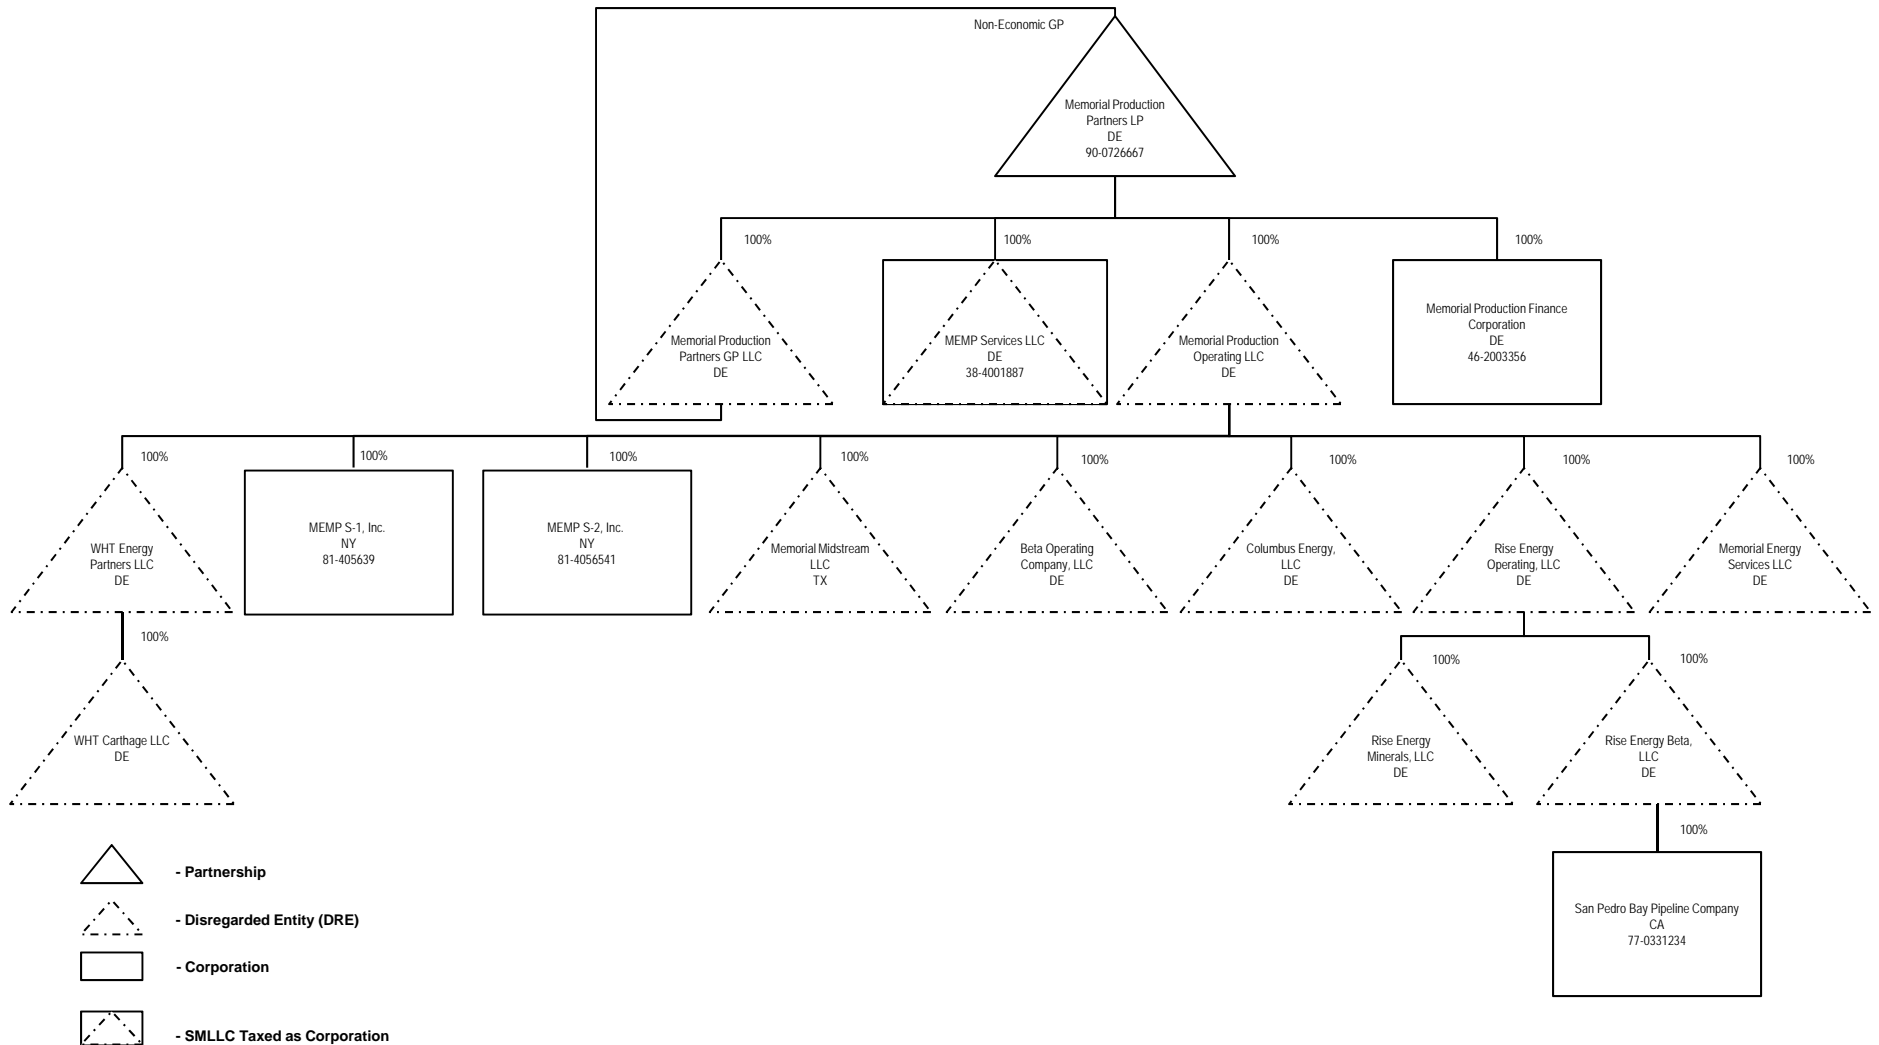 Non-Economic GP
Memorial Production
Partners LP
DE
90-0726667
100%
100%
100%
100%
Memorial Production
Partners GP LLC
DE
MEMP Services LLC
DE
38-4001887
Memorial Production
Operating LLC
DE
Memorial Production Finance
Corporation
DE
46-2003356
100%
100%
100%
100%
100%
100%
100%
100%
WHT Energy
Partners LLC
DE
MEMP S-1, Inc.
NY
81-405639
MEMP S-2, Inc.
NY
81-4056541
Memorial Midstream
LLC
TX
Beta Operating
Company, LLC
DE
Columbus Energy,
LLC
DE
Rise Energy
Operating, LLC
DE
Memorial Energy
Services LLC
DE
100%
100%
100%
WHT Carthage LLC
DE
Rise Energy
Minerals, LLC
DE
Rise Energy Beta,
LLC
DE
100%
San Pedro Bay Pipeline Company
CA
77-0331234
- Partnership
- Disregarded Entity (DRE)
- Corporation
- SMLLC Taxed as Corporation